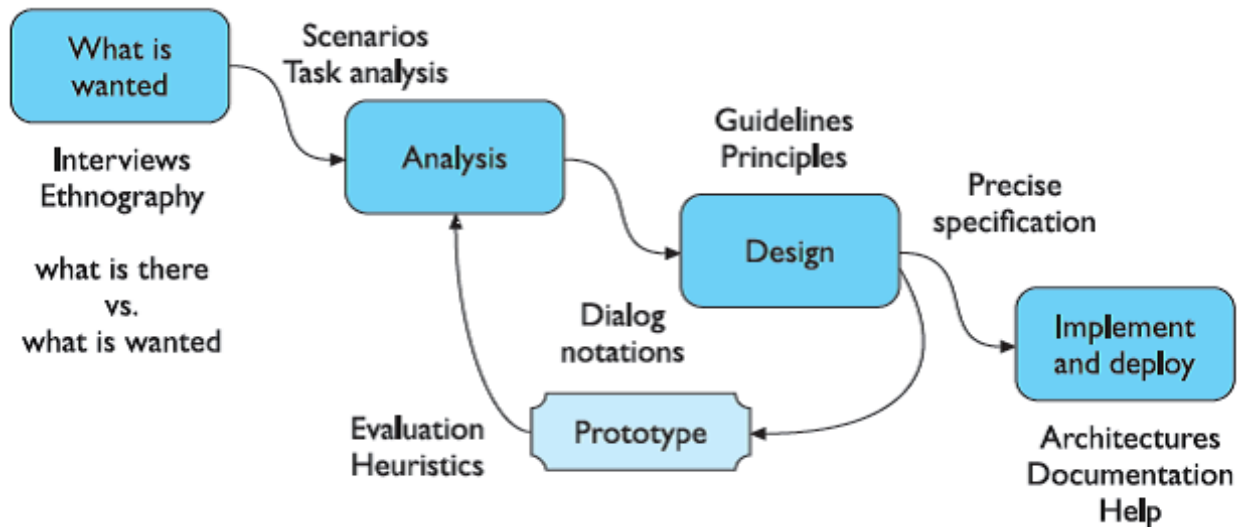 What is
wanted
Scenarios
Task analysis
Interviews
Ethnography
what is there
vs.
what is wanted
Analysis
Guidelines
Principles
Design
Precise
specification
Dialog
notations
Implement
and deploy
Evaluation
Heuristics
Prototype
Architectures
Documentation
Help